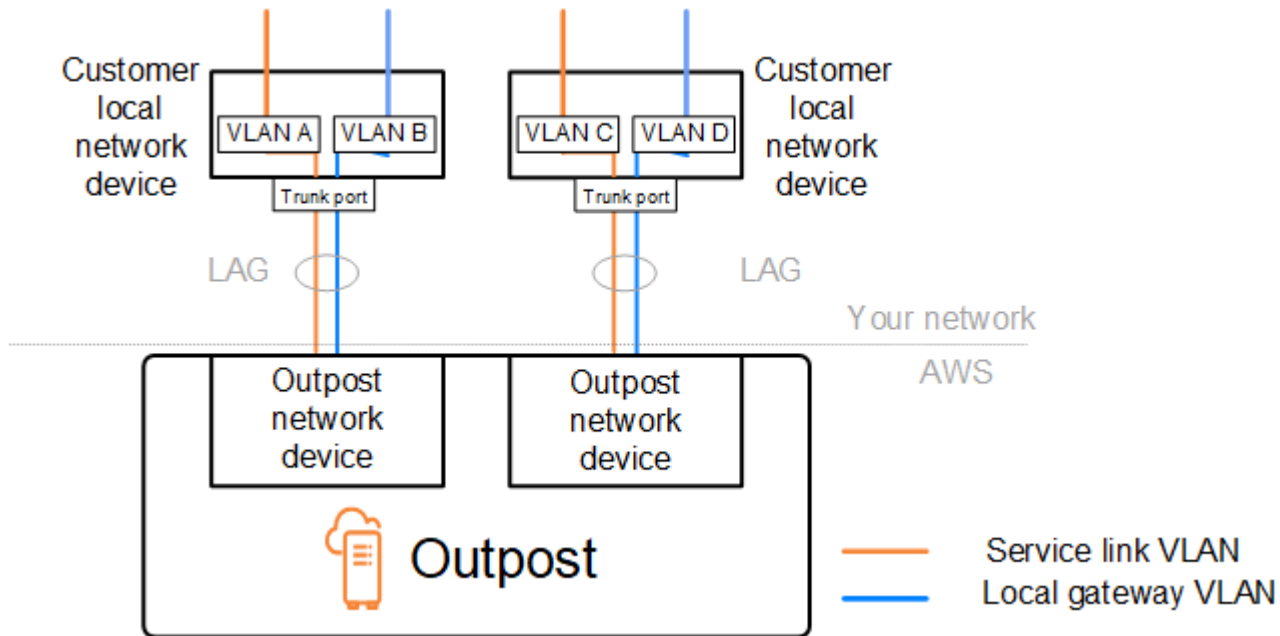 Customer
local
network
device
VLAN A
VLAN B
Trunk port
VLAN C
VLAN D
Trunk port
Customer
local
network
device
LAG
LAG
Your network
AWS
Outpost
network
device
Outpost
network
device
Outpost
Service link VLAN
Local gateway VLAN